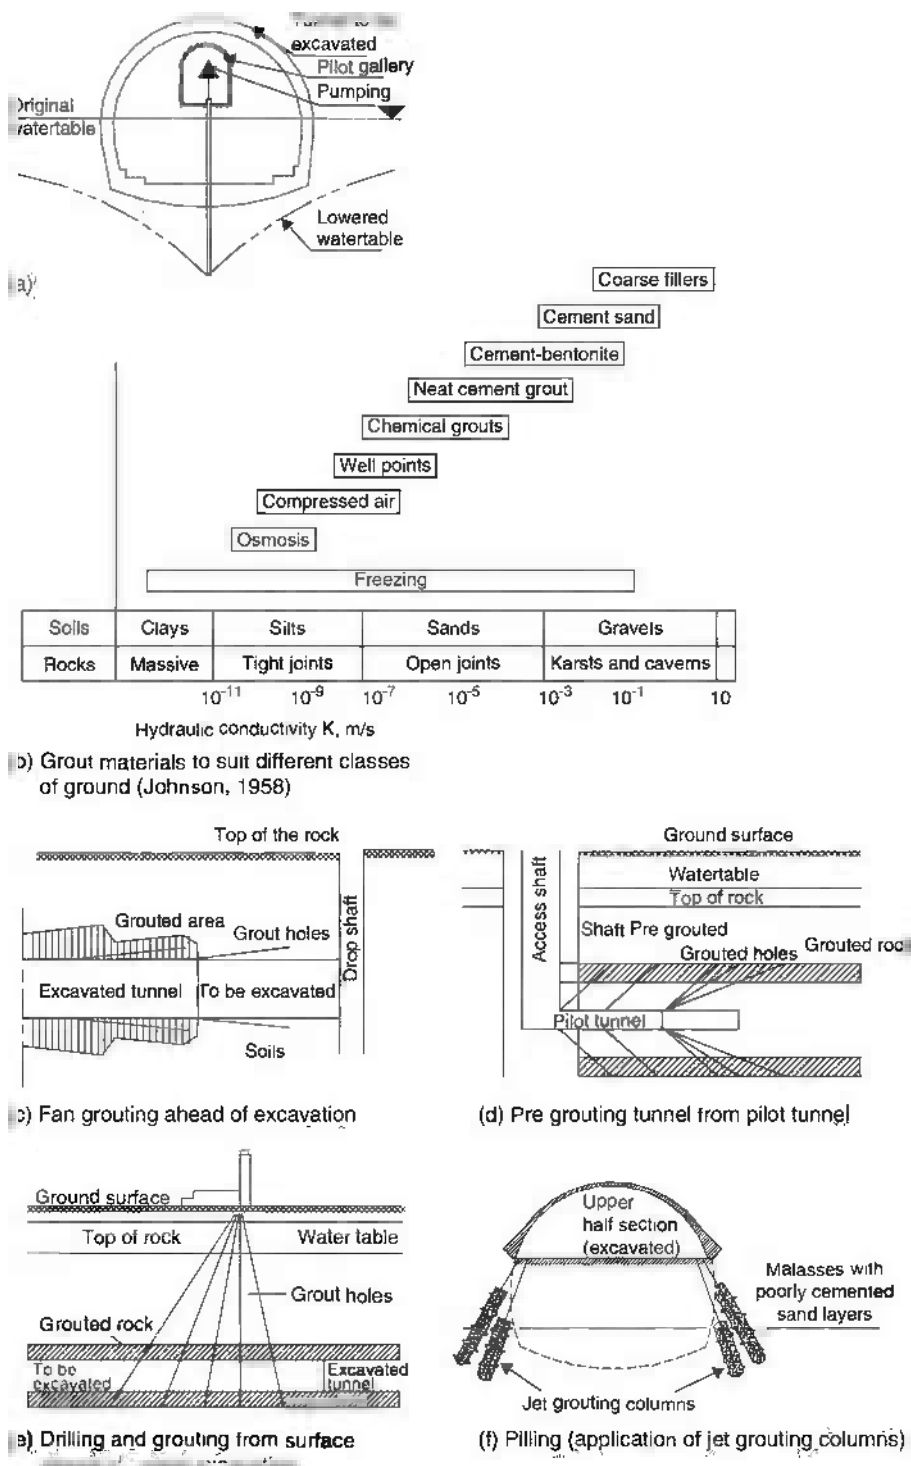 excavated
Pilot gallery
Pumping
Original
watertable
Lowered
watertable
a)
Coarse fillers
Cement sand
Cement-bentonite
Neat cement grout
Chemical grouts
Well points
Compressed air
Osmosis
Freezing
Soils Clays Silts Sands Gravels
Rocks Massive Tight joints Open joints Karsts and caverns
10⁻¹¹ 10⁻⁹ 10⁻⁷ 10⁻⁵ 10⁻³ 10⁻¹ 10
Hydraulic conductivity K, m/s
b) Grout materials to suit different classes
of ground (Johnson, 1958)
Top of the rock
Drop shaft
Grouted area
Grout holes
Excavated tunnel
To be excavated
Soils
c) Fan grouting ahead of excavation
Ground surface
Access shaft
Watertable
Top of rock
Shaft Pre grouted
Grouted holes
Grouted roc
Pilot tunnel
(d) Pre grouting tunnel from pilot tunnel
Ground surface
Top of rock
Water table
Grout holes
Grouted rock
To be
excavated
Excavated
tunnel
e) Drilling and grouting from surface
Upper
half section
(excavated)
Malasses with
poorly cemented
sand layers
Jet grouting columns
(f) Pilling (application of jet grouting columns)